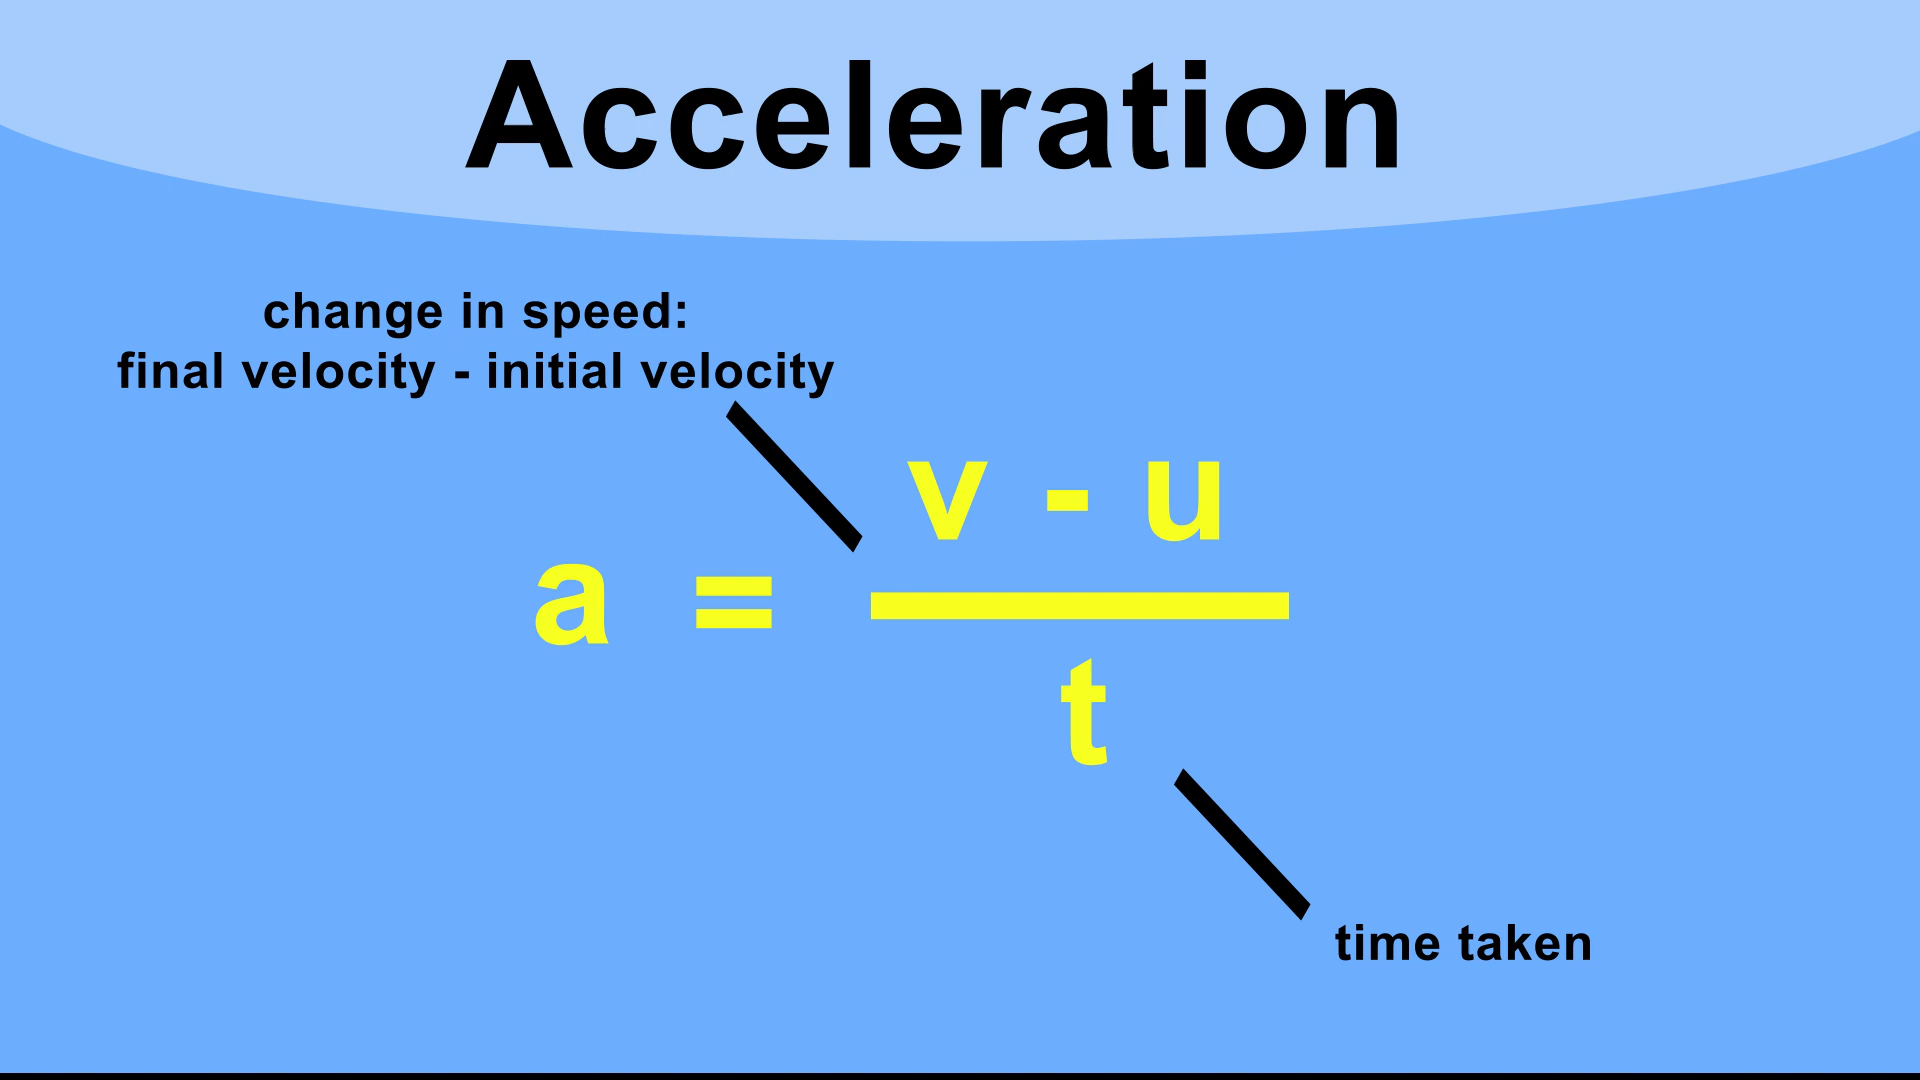 Acceleration
change in speed:
final velocity - initial velocity
v - u
a =
t
time taken